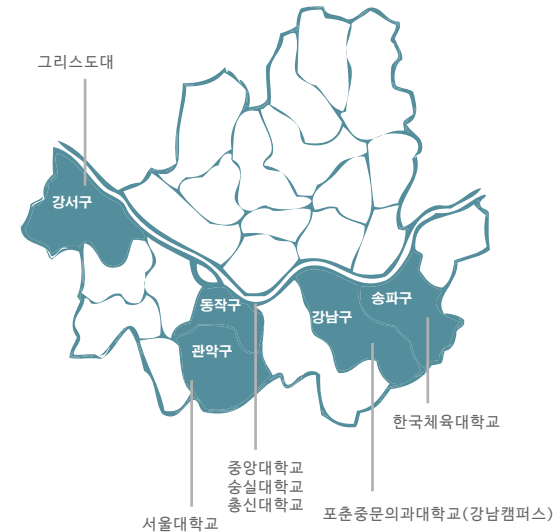 그리스도대
강서구
동작구
송파구
강남구
관악구
한국체육대학교
중앙대학교
숭실대학교
총신대학교
포춘중문의과대학교(강남캠퍼스)
서울대학교